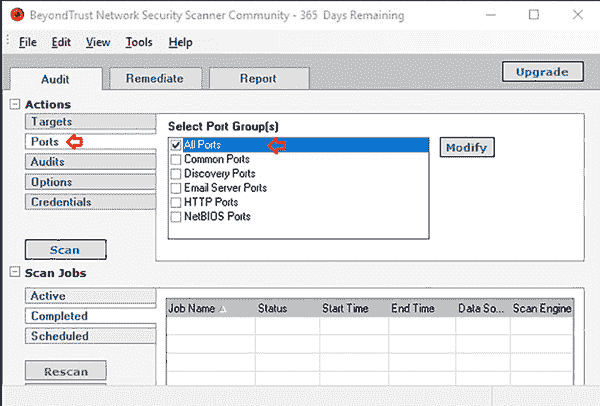 BeyondTrust Network Security Scanner Community - 365 Days Remaining
File Edit View Tools Help
Audit Remediate Report Upgrade
Actions
Targets
Ports
Audits
Options
Credentials
Scan
Select Port Group(s)
All Ports
Common Ports
Discovery Ports
Email Server Ports
HTTP Ports
NetBIOS Ports
Modify
Scan Jobs
Active
Completed
Scheduled
Rescan
Job Name Status Start Time End Time Data So... Scan Engine